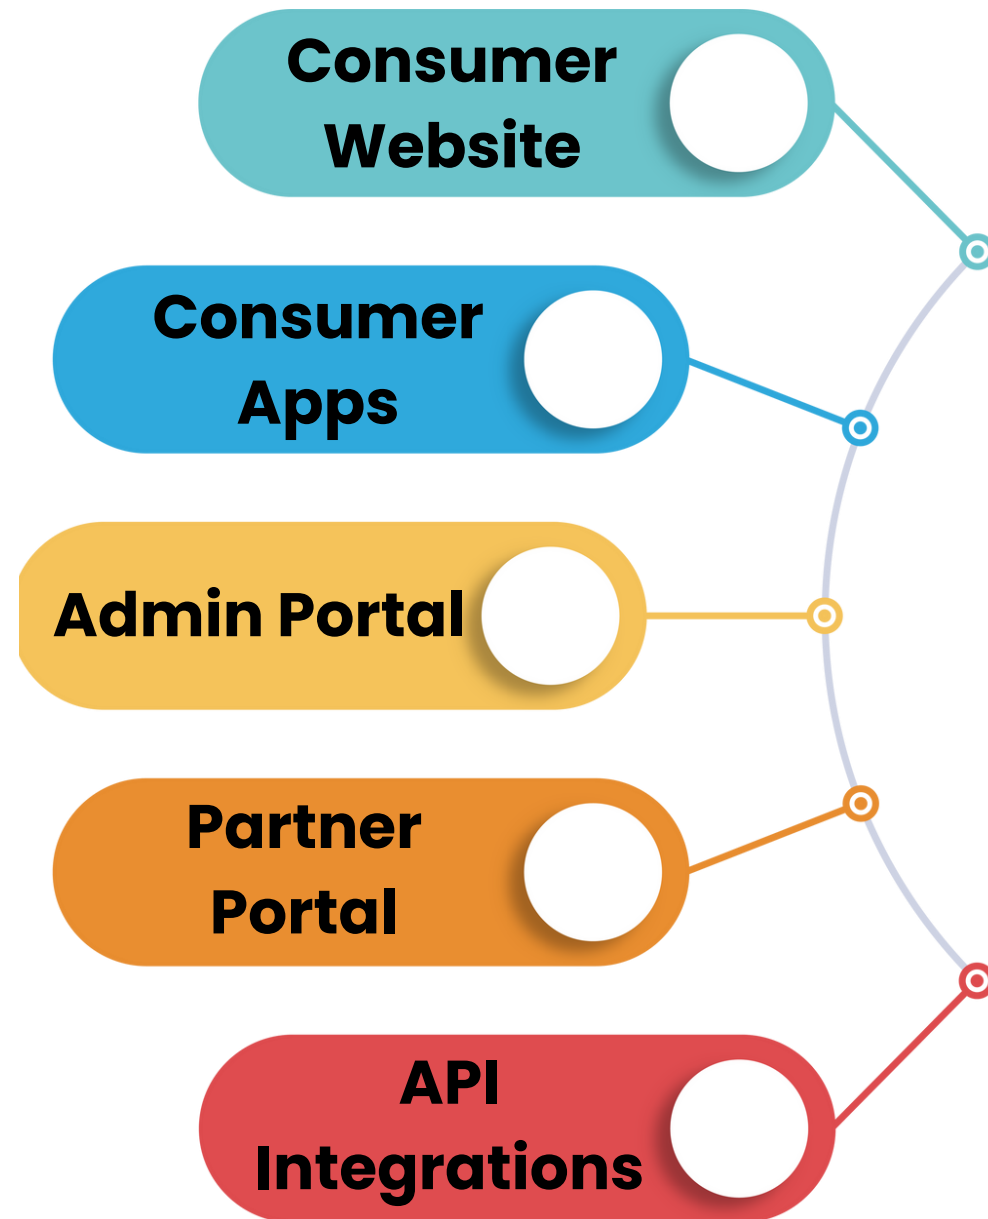 Consumer
Website
Consumer
Apps
Admin Portal
Partner
Portal
API
Integrations